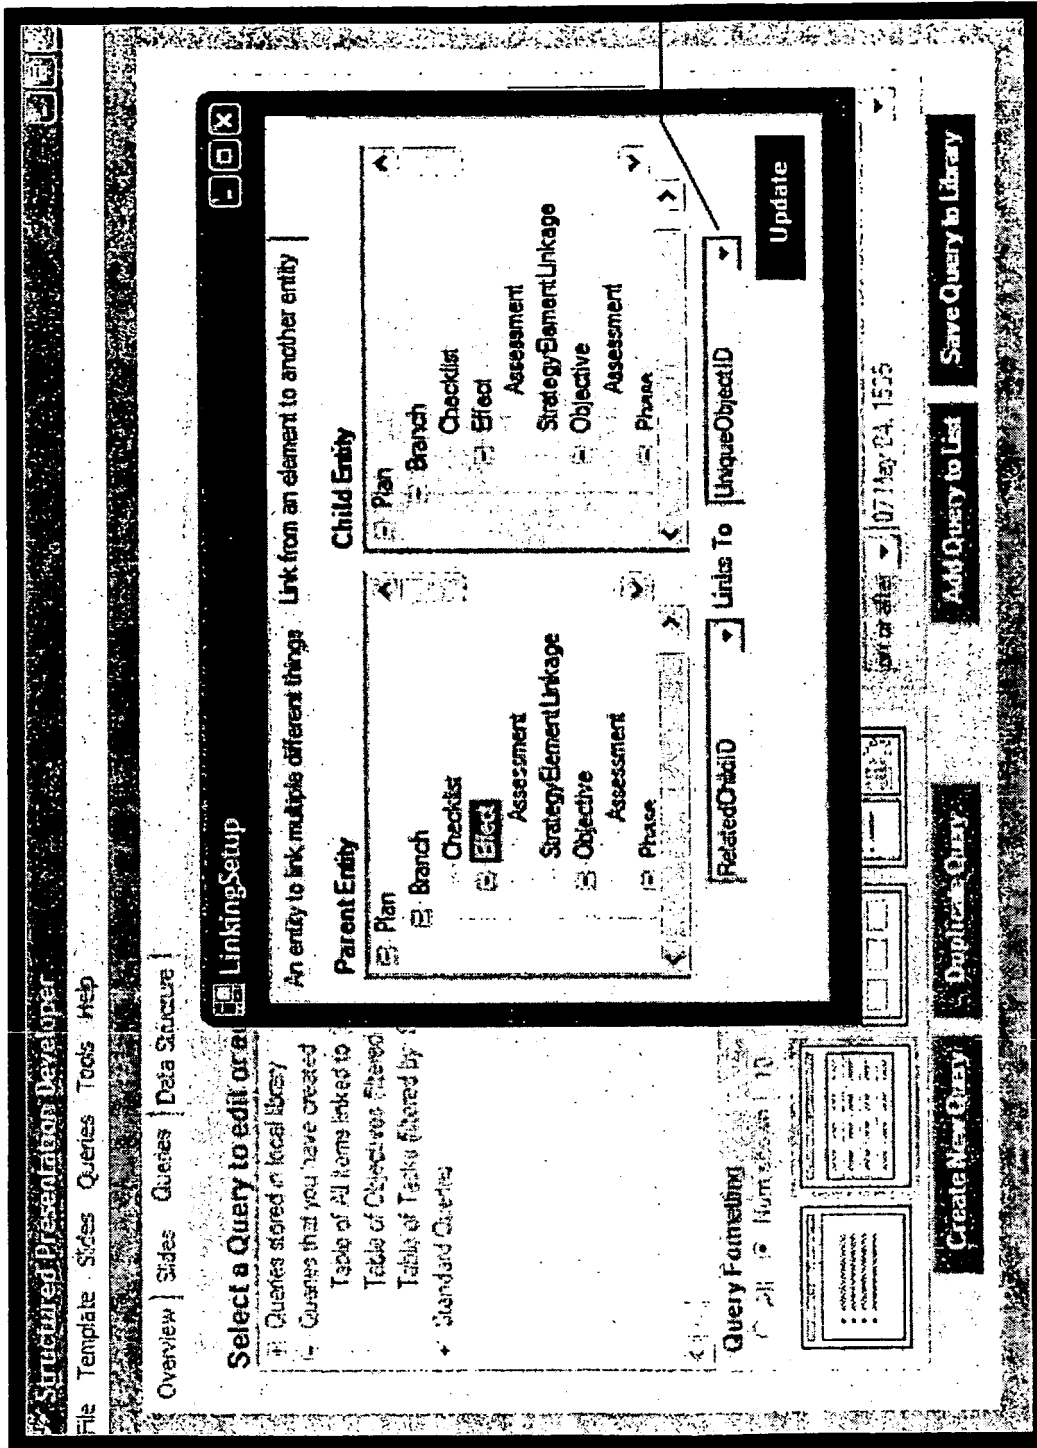 Structured Presentation Developer
File Template Slides Queries Tools Help
Overview Slides Queries Data Structure
Select a Query to edit or
Queries stored in local library
Queries that you have created
Table of All Items linked to
Table of Objectives filtered
Table of Tasks filtered by
Standard Queries
Query Formatting
All Num shown 10
on or after 07 May 24, 1535
Create New Query Duplicate Query Add Query to List Save Query to Library
LinkingSetup
An entity to link multiple different things Link from an element to another entity
Parent Entity
Plan
Branch
Checklist
Effect
Assessment
StrategyElementLinkage
Objective
Assessment
Phase
Child Entity
Plan
Branch
Checklist
Effect
Assessment
StrategyElementLinkage
Objective
Assessment
Phase
RelatedChildID Links To UniqueObjectID
Update